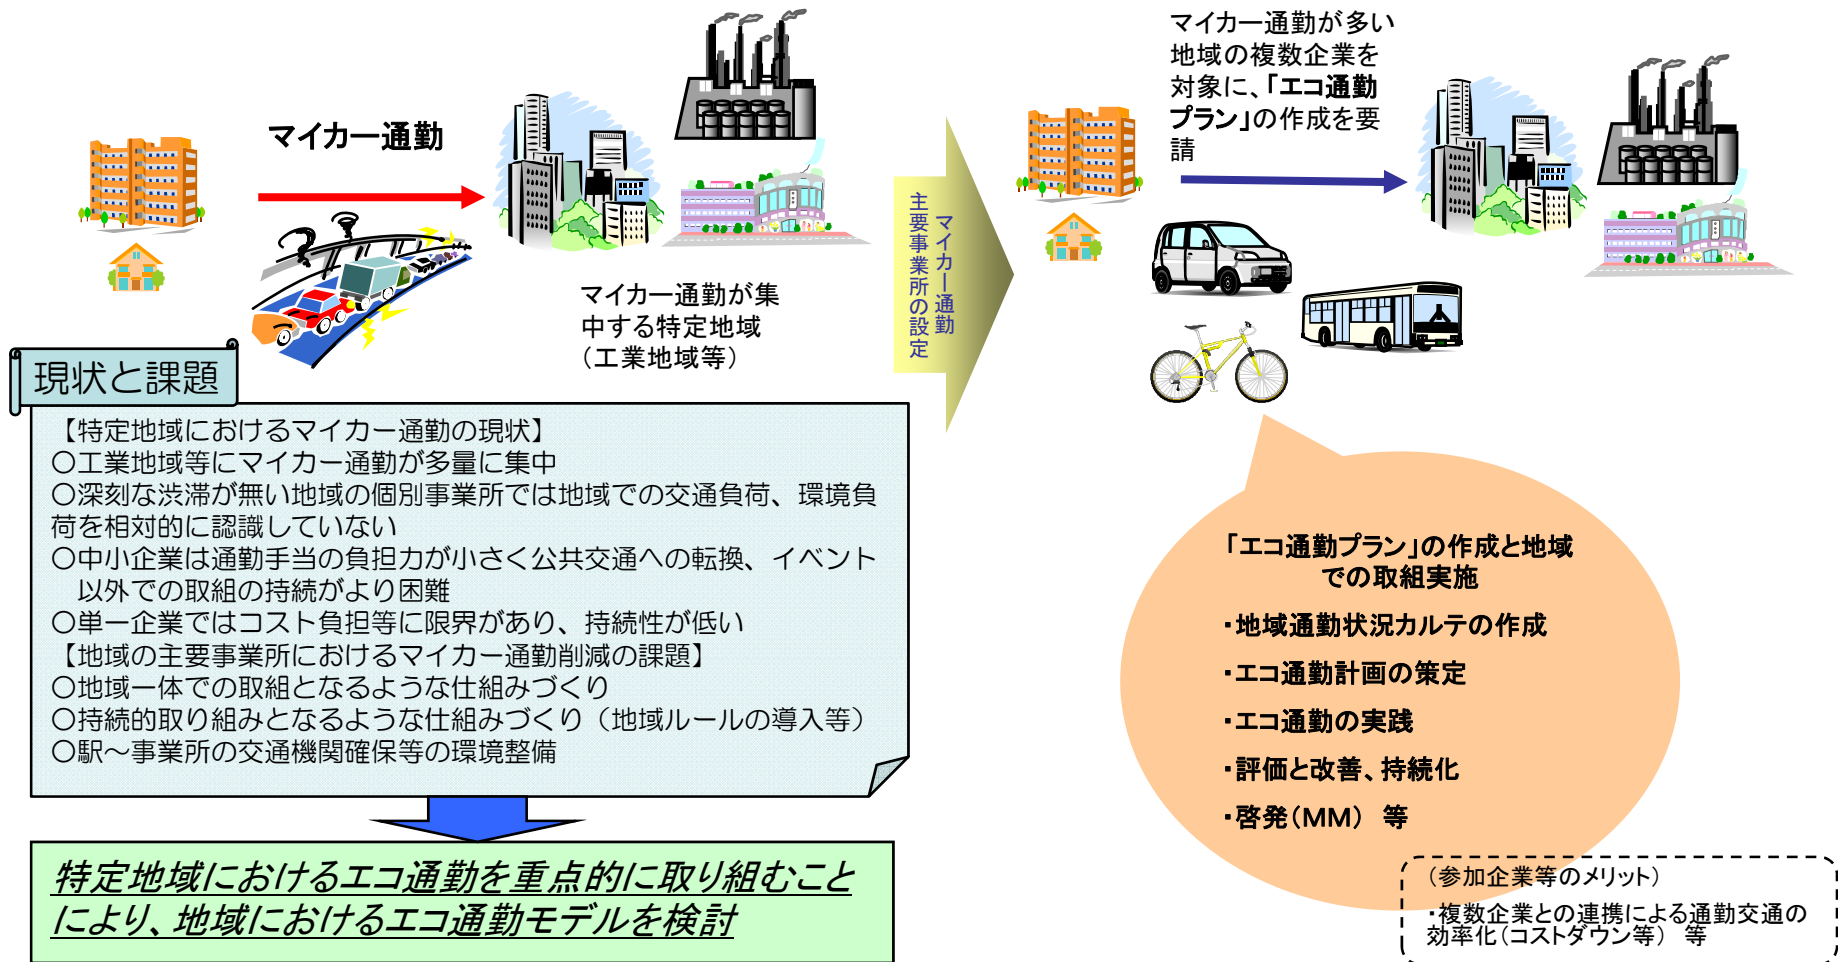 マイカー通勤
マイカー通勤が集
中する特定地域
（工業地域等）
マイカー通勤
主要事業所の設定
マイカー通勤が多い
地域の複数企業を
対象に、「エコ通勤
プラン」の作成を要
請
現状と課題
【特定地域におけるマイカー通勤の現状】
〇工業地域等にマイカー通勤が多量に集中
〇深刻な渋滞が無い地域の個別事業所では地域での交通負荷、環境負
荷を相対的に認識していない
〇中小企業は通勤手当の負担力が小さく公共交通への転換、イベント
以外での取組の持続がより困難
〇単一企業ではコスト負担等に限界があり、持続性が低い
【地域の主要事業所におけるマイカー通勤削減の課題】
〇地域一体での取組となるような仕組みづくり
〇持続的取り組みとなるような仕組みづくり（地域ルールの導入等）
〇駅～事業所の交通機関確保等の環境整備
特定地域におけるエコ通勤を重点的に取り組むこと
により、地域におけるエコ通勤モデルを検討
「エコ通勤プラン」の作成と地域
での取組実施
・地域通勤状況カルテの作成
・エコ通勤計画の策定
・エコ通勤の実践
・評価と改善、持続化
・啓発（MM）　等
（参加企業等のメリット）
・複数企業との連携による通勤交通の
効率化（コストダウン等）　等